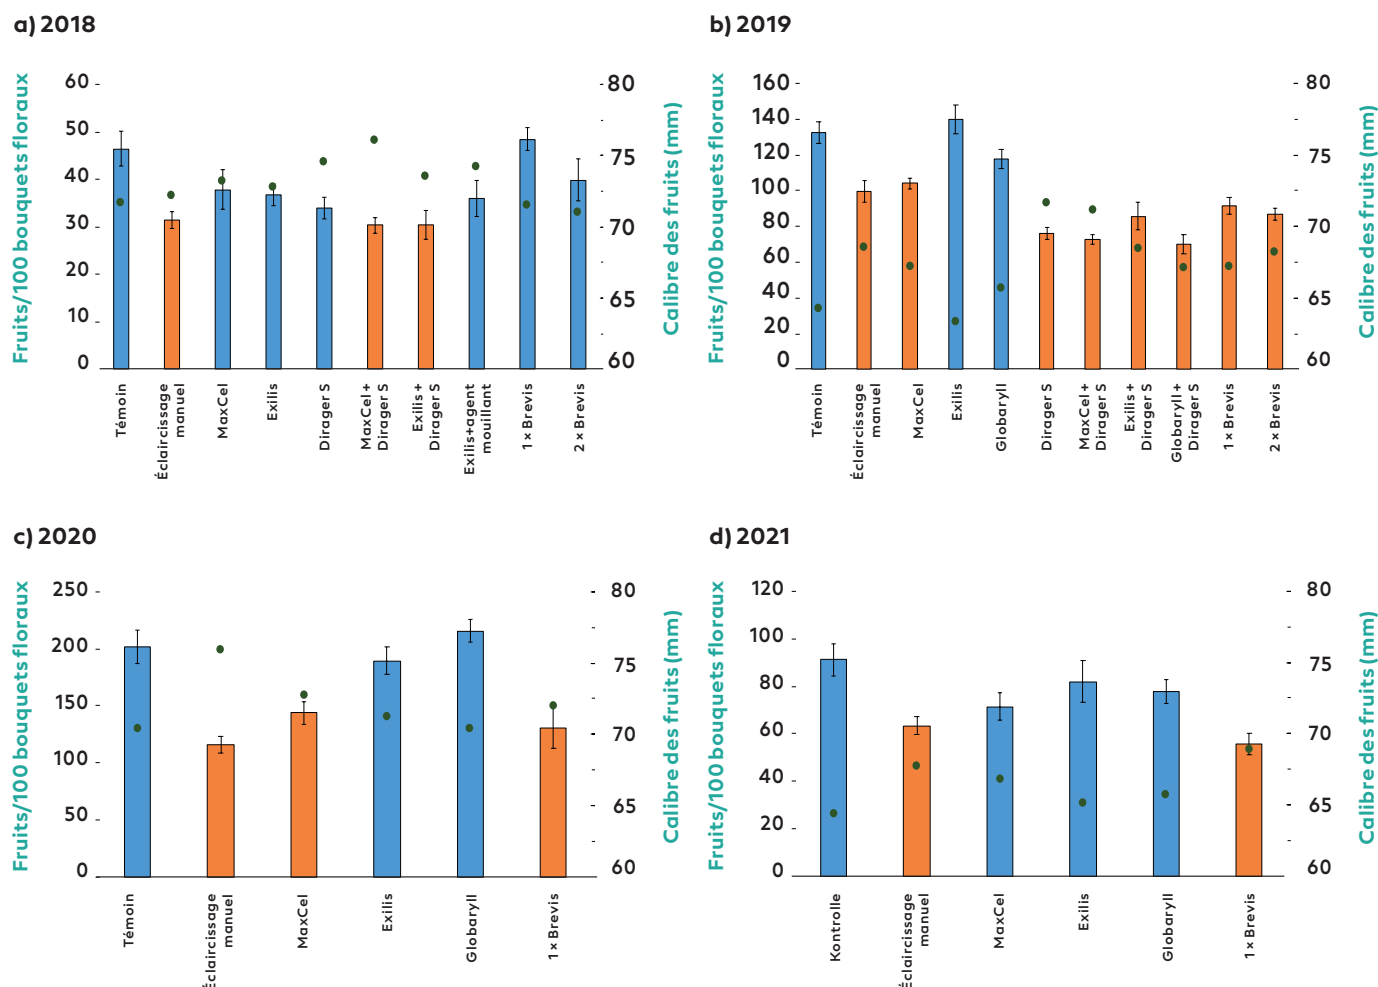 a) 2018
Fruits/100 bouquets floraux
60
50
40
30
20
10
0
80
75
70
65
60
Calibre des fruits (mm)
Témoin
Éclaircissage
manuel
MaxCel
Exilis
Dirager S
MaxCel +
Dirager S
Exilis +
Dirager S
Exilis+agent
mouillant
1 × Brevis
2 × Brevis
b) 2019
Fruits/100 bouquets floraux
160
140
120
100
80
60
40
20
0
80
75
70
65
60
Calibre des fruits (mm)
Témoin
Éclaircissage
manuel
MaxCel
Exilis
Globaryll
Dirager S
MaxCel +
Dirager S
Exilis +
Dirager S
Globaryll +
Dirager S
1 × Brevis
2 × Brevis
c) 2020
Fruits/100 bouquets floraux
250
200
150
100
50
0
80
75
70
65
60
Calibre des fruits (mm)
Témoin
Éclaircissage
manuel
MaxCel
Exilis
Globaryll
1 × Brevis
d) 2021
Fruits/100 bouquets floraux
120
100
80
60
40
20
0
80
75
70
65
60
Calibre des fruits (mm)
Kontrolle
Éclaircissage
manuel
MaxCel
Exilis
Globaryll
1 × Brevis